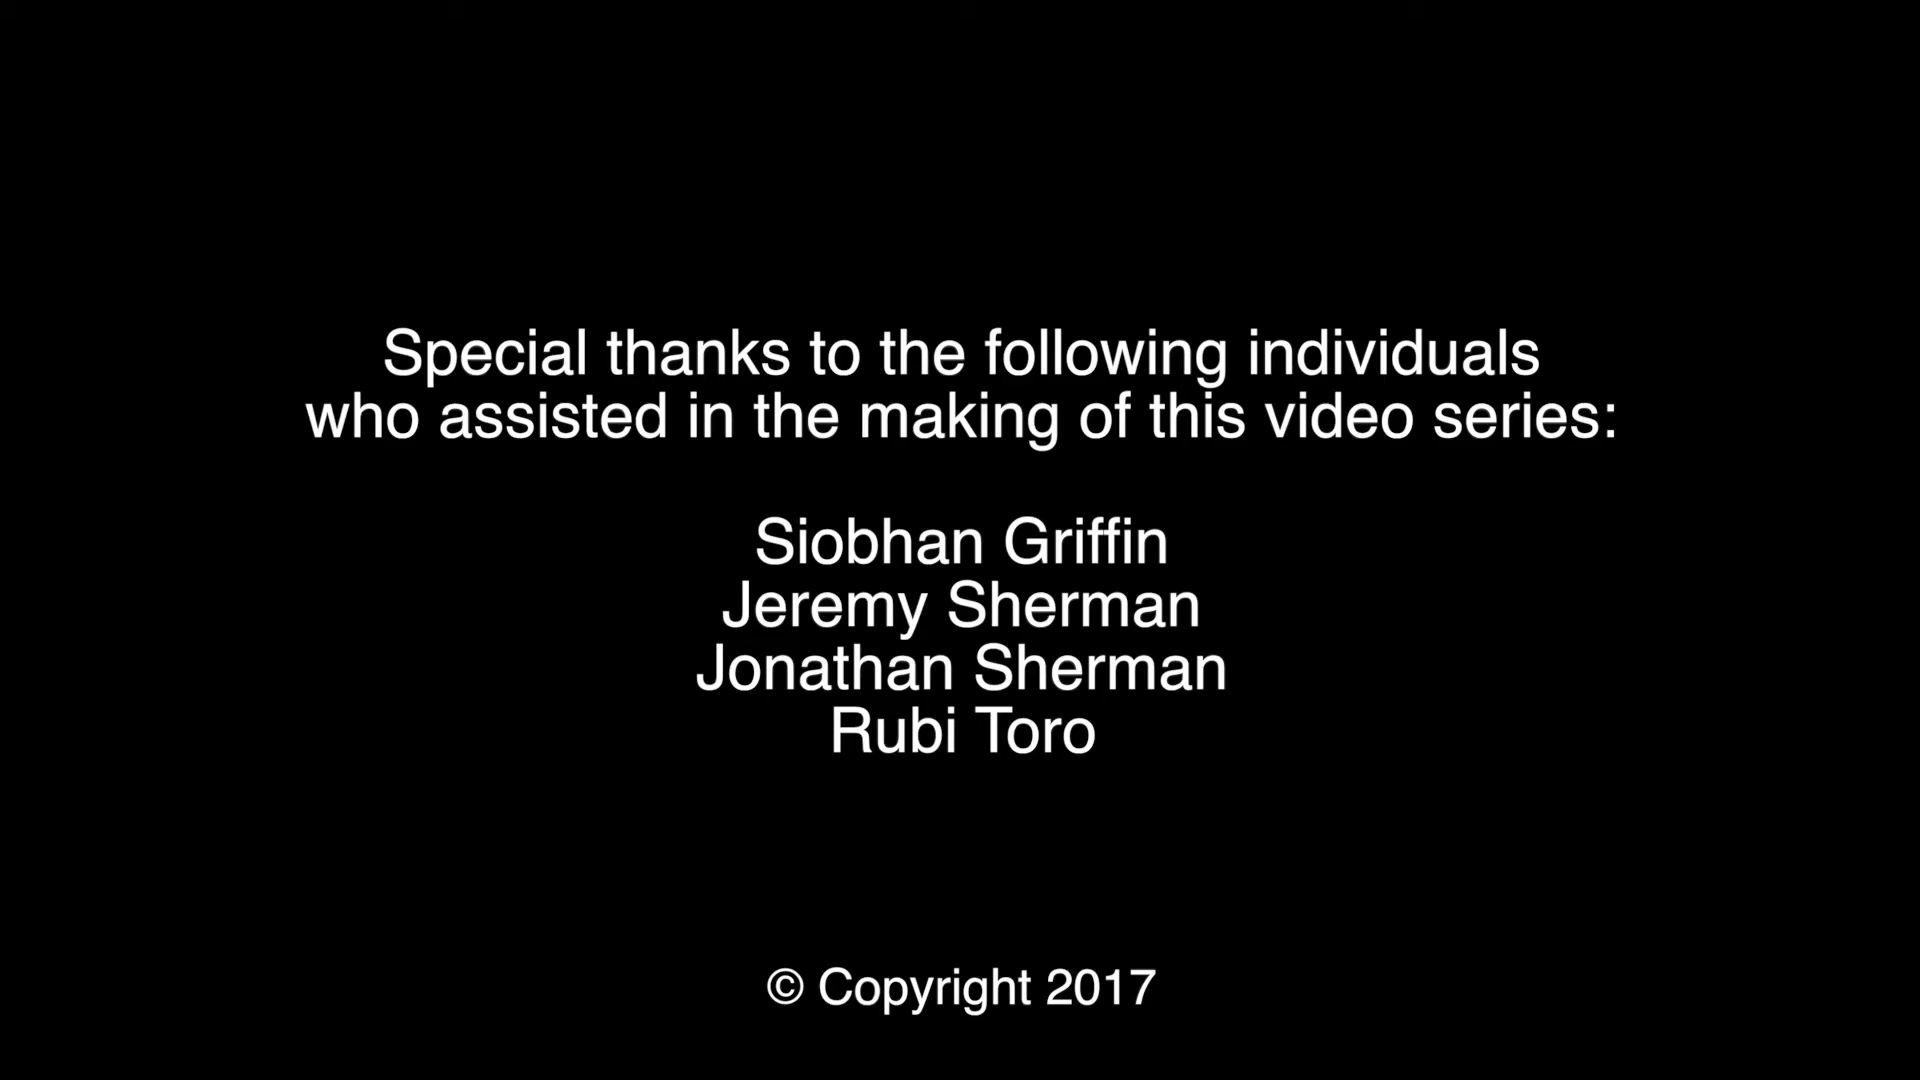 Special thanks to the following individuals
who assisted in the making of this video series:
Siobhan Griffin
Jeremy Sherman
Jonathan Sherman
Rubi Toro
© Copyright 2017